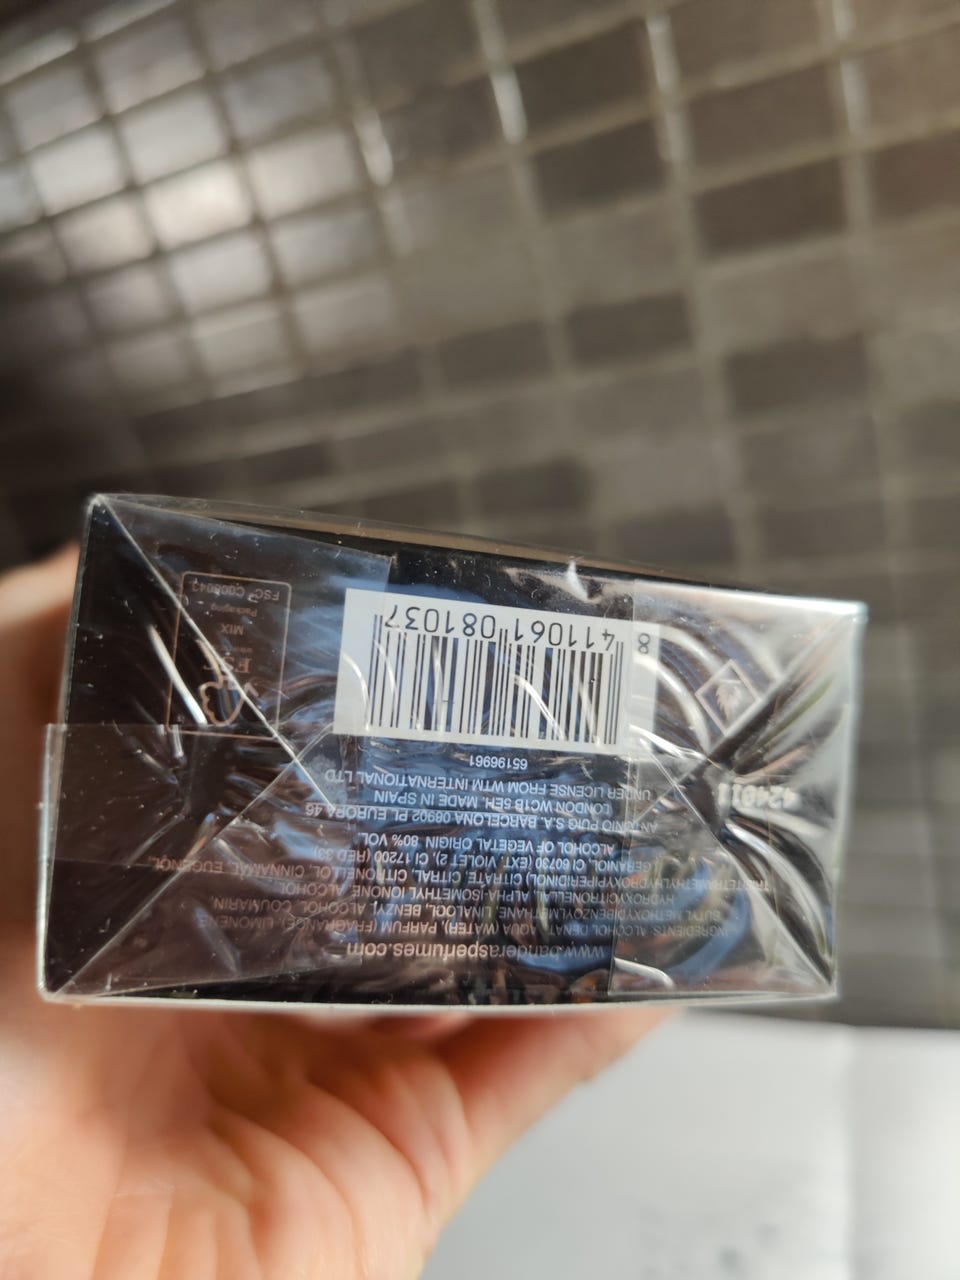 www.banderasperfumes.com
INGREDIENTS: ALCOHOL DENAT., AQUA (WATER), PARFUM (FRAGRANCE), LIMONENE,
BUTYL METHOXYDIBENZOYLMETHANE, LINALOOL, BENZYL ALCOHOL, COUMARIN,
HYDROXYCITRONELLAL, ALPHA-ISOMETHYL IONONE, ALCOHOL,
TRIS(TETRAMETHYLHYDROXYPIPERIDINOL) CITRATE, CITRAL, CITRONELLOL, CINNAMAL, EUGENOL,
GERANIOL, CI 60730 (EXT. VIOLET 2), CI 17200 (RED 33)
ALCOHOL OF VEGETAL ORIGIN 80% VOL
ANTONIO PUIG S.A. BARCELONA 08902 PL. EUROPA 46
LONDON WC1B 5EH. MADE IN SPAIN
UNDER LICENSE FROM WTM INTERNATIONAL LTD
65196961
8 411061 081037
FSC
MIX
Packaging
FSC® C008043